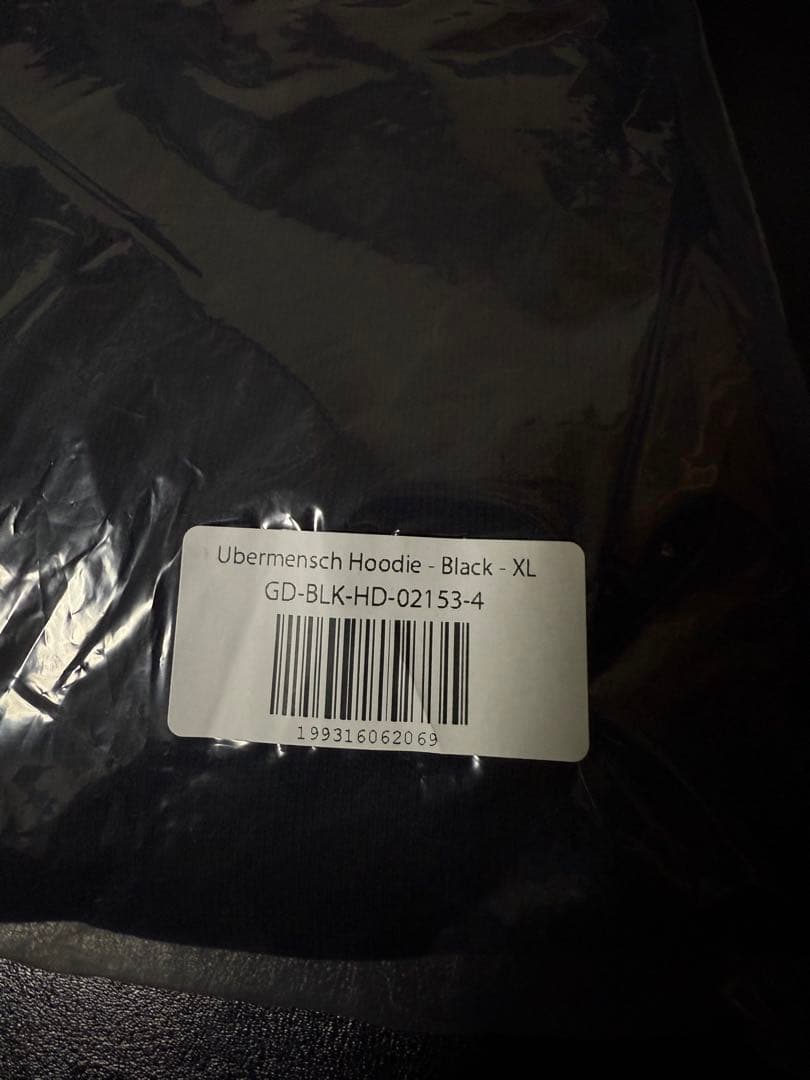 Ubermensch Hoodie - Black - XL
GD-BLK-HD-02153-4
199316062069